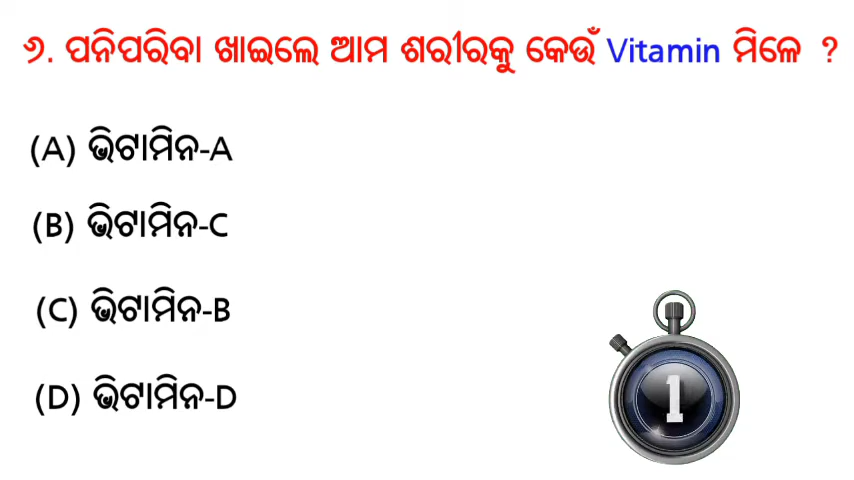 ୬. ପନିପରିବା ଖାଇଲେ ଆମ ଶରୀରକୁ କେଉଁ Vitamin ମିଳେ ?
(A) ଭିଟାମିନ-A
(B) ଭିଟାମିନ-C
(C) ଭିଟାମିନ-B
(D) ଭିଟାମିନ-D
1